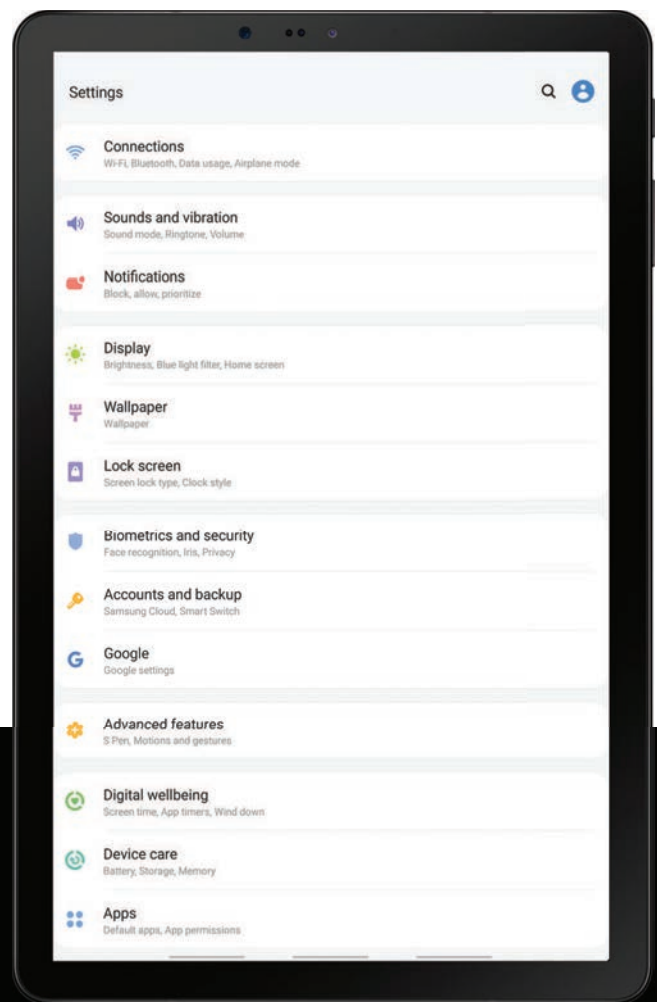 Settings
Connections
Wi-Fi, Bluetooth, Data usage, Airplane mode
Sounds and vibration
Sound mode, Ringtone, Volume
Notifications
Block, allow, prioritize
Display
Brightness, Blue light filter, Home screen
Wallpaper
Wallpaper
Lock screen
Screen lock type, Clock style
Biometrics and security
Face recognition, Iris, Privacy
Accounts and backup
Samsung Cloud, Smart Switch
Google
Google settings
Advanced features
S Pen, Motions and gestures
Digital wellbeing
Screen time, App timers, Wind down
Device care
Battery, Storage, Memory
Apps
Default apps, App permissions